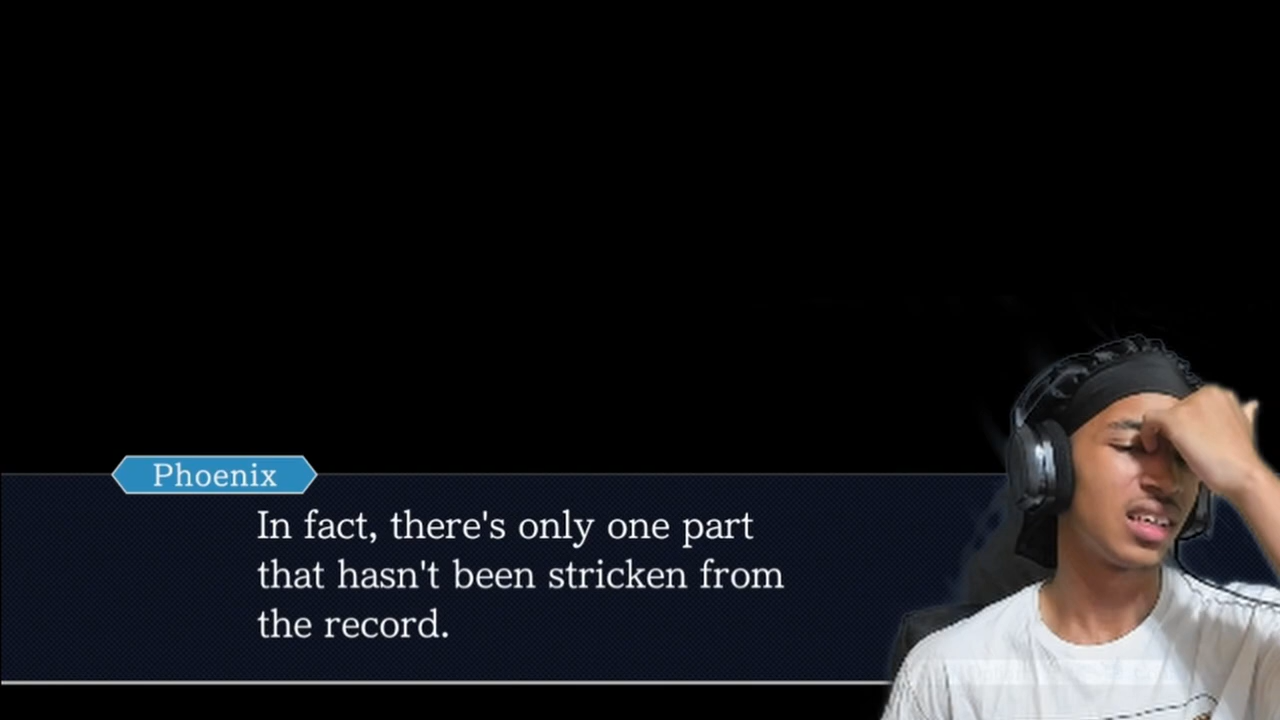 Phoenix
In fact, there's only one part
that hasn't been stricken from
the record.